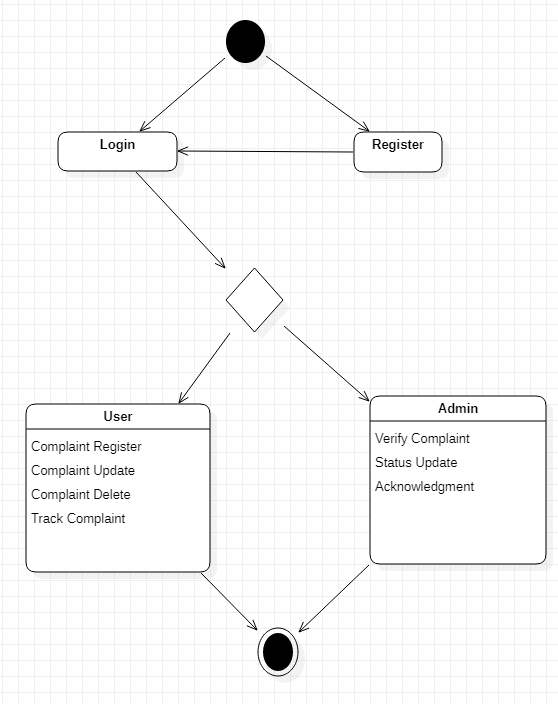 Login
Register
User
Complaint Register
Complaint Update
Complaint Delete
Track Complaint
Admin
Verify Complaint
Status Update
Acknowledgment